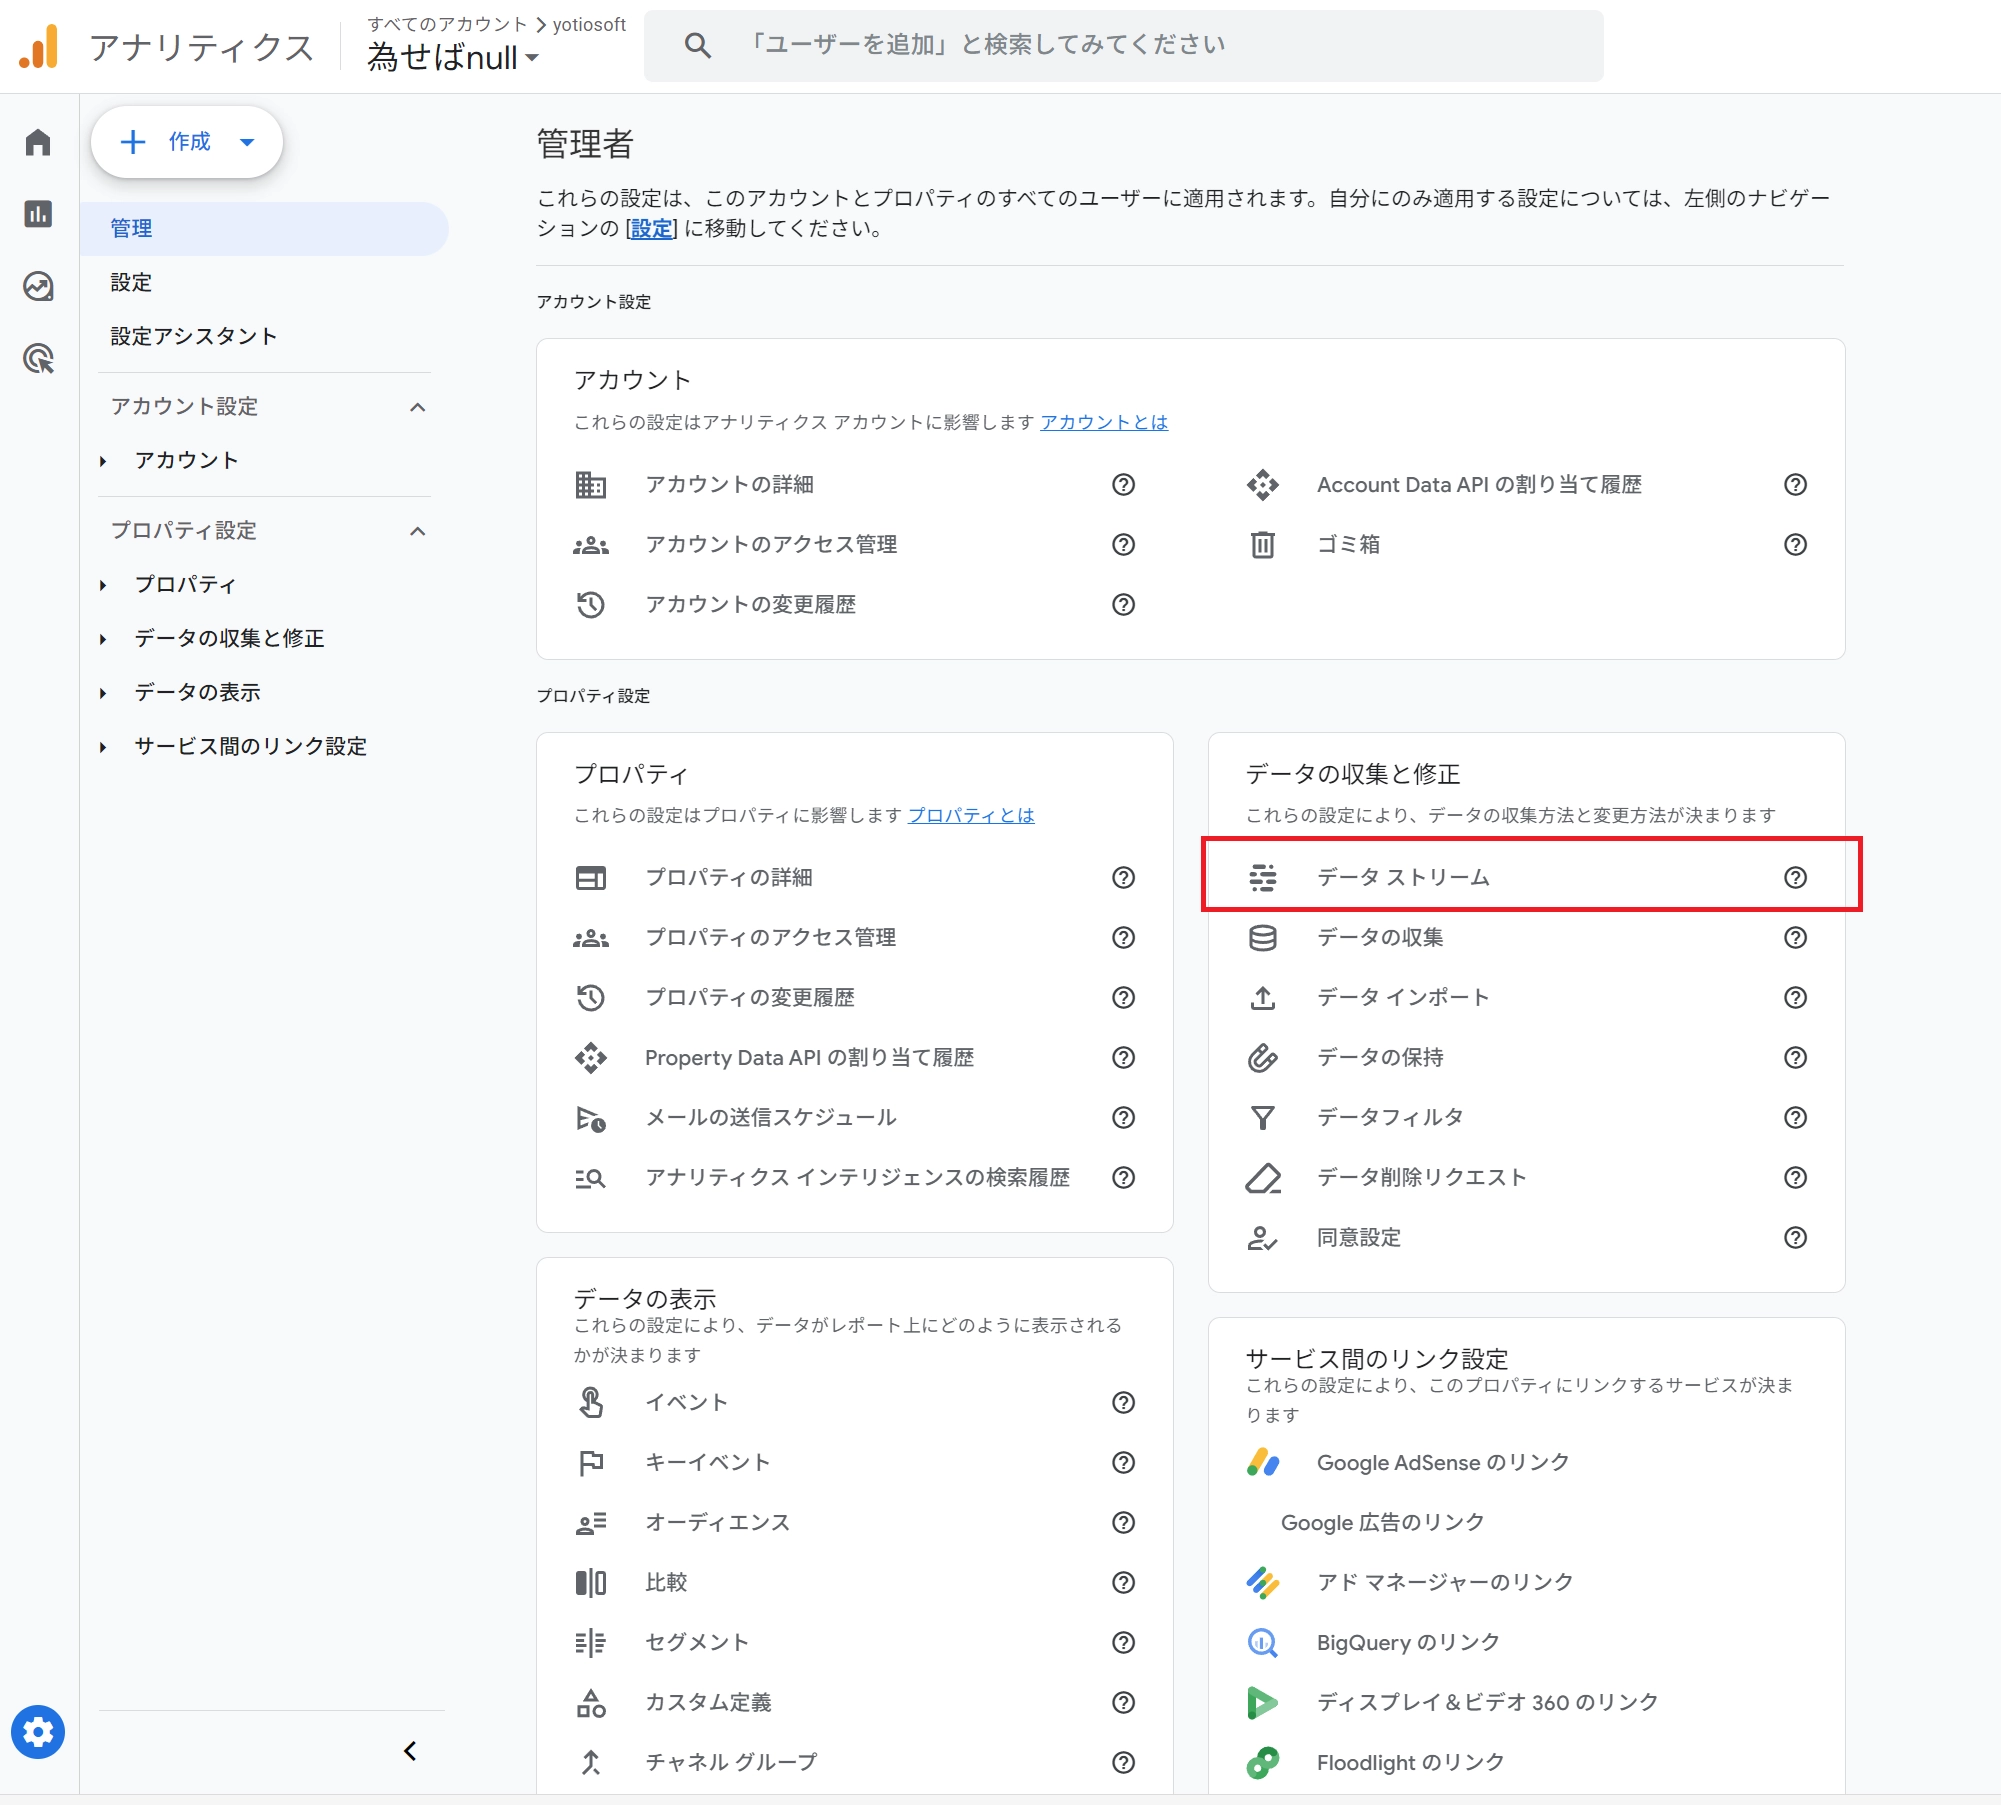 アナリティクス
すべてのアカウント > yotiosoft
為せばnull
「ユーザーを追加」と検索してみてください
作成
管理
設定
設定アシスタント
アカウント設定
アカウント
プロパティ設定
プロパティ
データの収集と修正
データの表示
サービス間のリンク設定
管理者
これらの設定は、このアカウントとプロパティのすべてのユーザーに適用されます。自分にのみ適用する設定については、左側のナビゲー
ションの [設定] に移動してください。
アカウント設定
アカウント
これらの設定はアナリティクス アカウントに影響します アカウントとは
アカウントの詳細
アカウントのアクセス管理
アカウントの変更履歴
Account Data API の割り当て履歴
ゴミ箱
プロパティ設定
プロパティ
これらの設定はプロパティに影響します プロパティとは
プロパティの詳細
プロパティのアクセス管理
プロパティの変更履歴
Property Data API の割り当て履歴
メールの送信スケジュール
アナリティクス インテリジェンスの検索履歴
データの収集と修正
これらの設定により、データの収集方法と変更方法が決まります
データ ストリーム
データの収集
データ インポート
データの保持
データフィルタ
データ削除リクエスト
同意設定
データの表示
これらの設定により、データがレポート上にどのように表示される
かが決まります
イベント
キーイベント
オーディエンス
比較
セグメント
カスタム定義
チャネル グループ
サービス間のリンク設定
これらの設定により、このプロパティにリンクするサービスが決ま
ります
Google AdSense のリンク
Google 広告のリンク
アド マネージャーのリンク
BigQuery のリンク
ディスプレイ＆ビデオ 360 のリンク
Floodlight のリンク